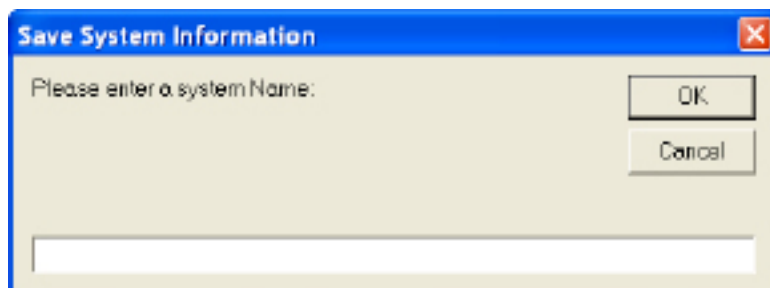 Save System Information
Please enter a system Name:
OK
Cancel